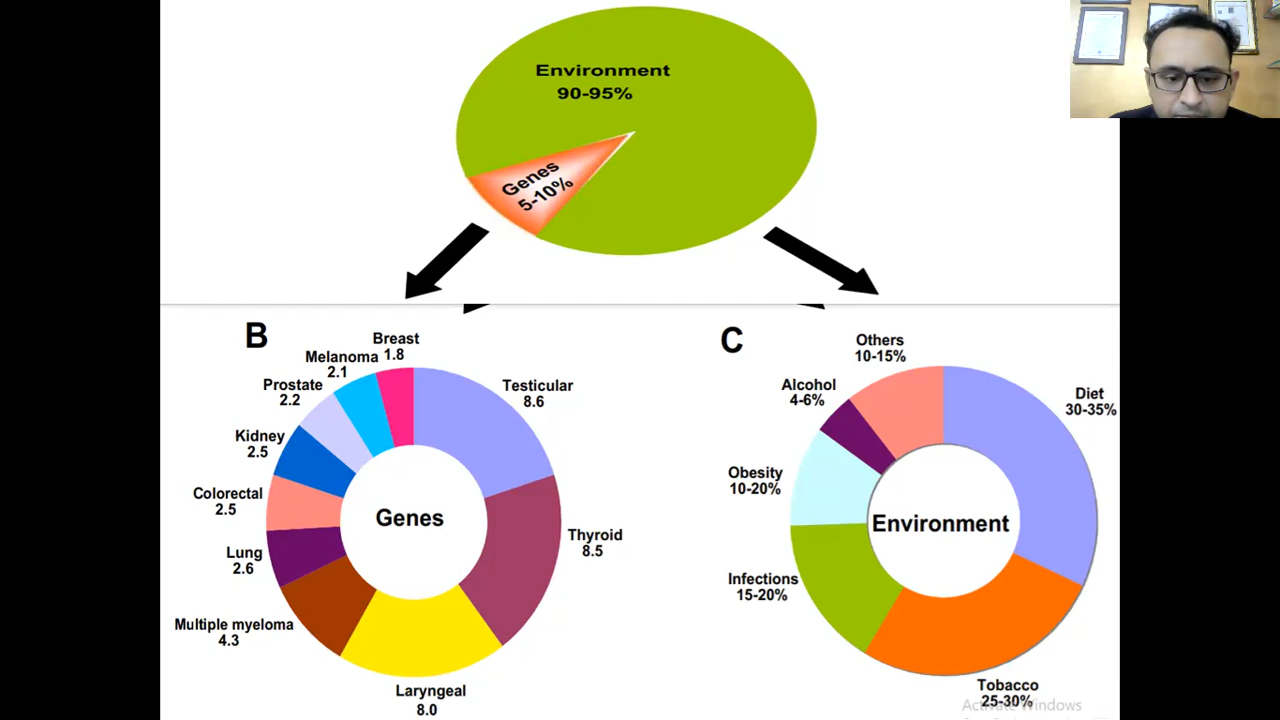 Environment
90-95%
Genes
5-10%
B
Breast
1.8
Melanoma
2.1
Prostate
2.2
Kidney
2.5
Colorectal
2.5
Lung
2.6
Multiple myeloma
4.3
Laryngeal
8.0
Thyroid
8.5
Testicular
8.6
Genes
C
Others
10-15%
Alcohol
4-6%
Obesity
10-20%
Infections
15-20%
Tobacco
25-30%
Diet
30-35%
Environment
Activate Windows